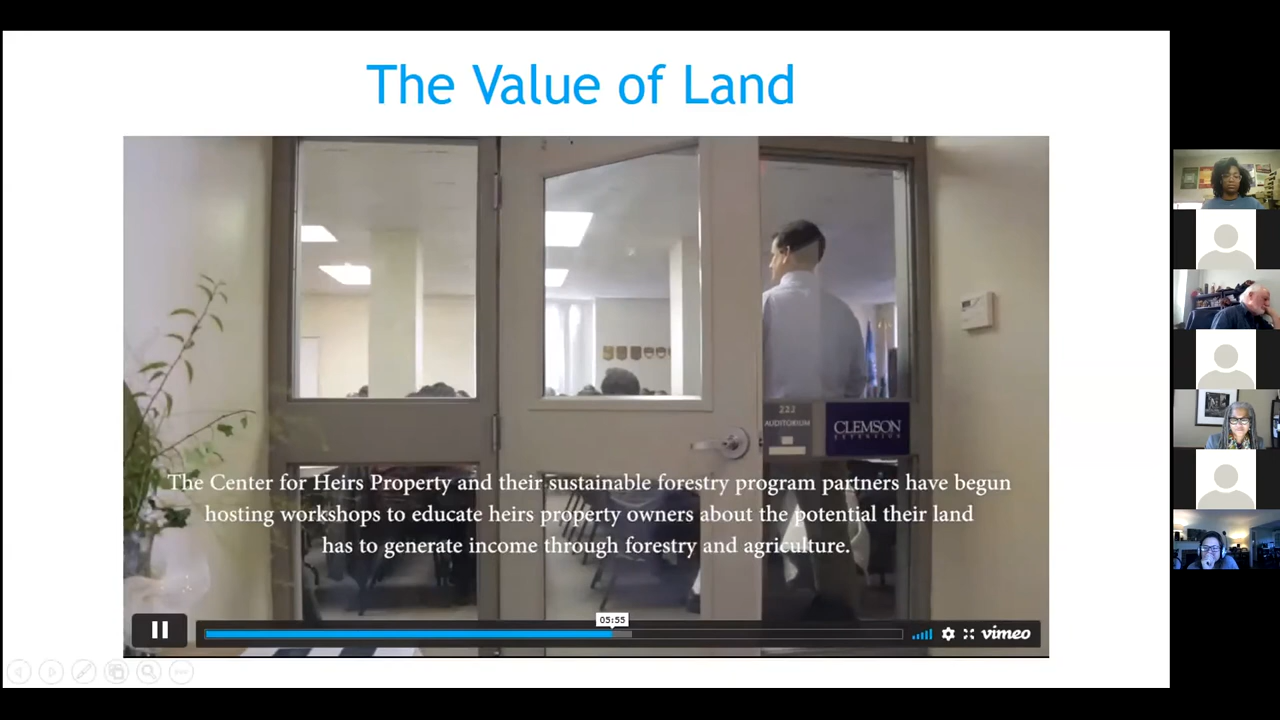 The Value of Land
222
AUDITORIUM
CLEMSON
EXTENSION
The Center for Heirs Property and their sustainable forestry program partners have begun
hosting workshops to educate heirs property owners about the potential their land
has to generate income through forestry and agriculture.
05:55
vimeo